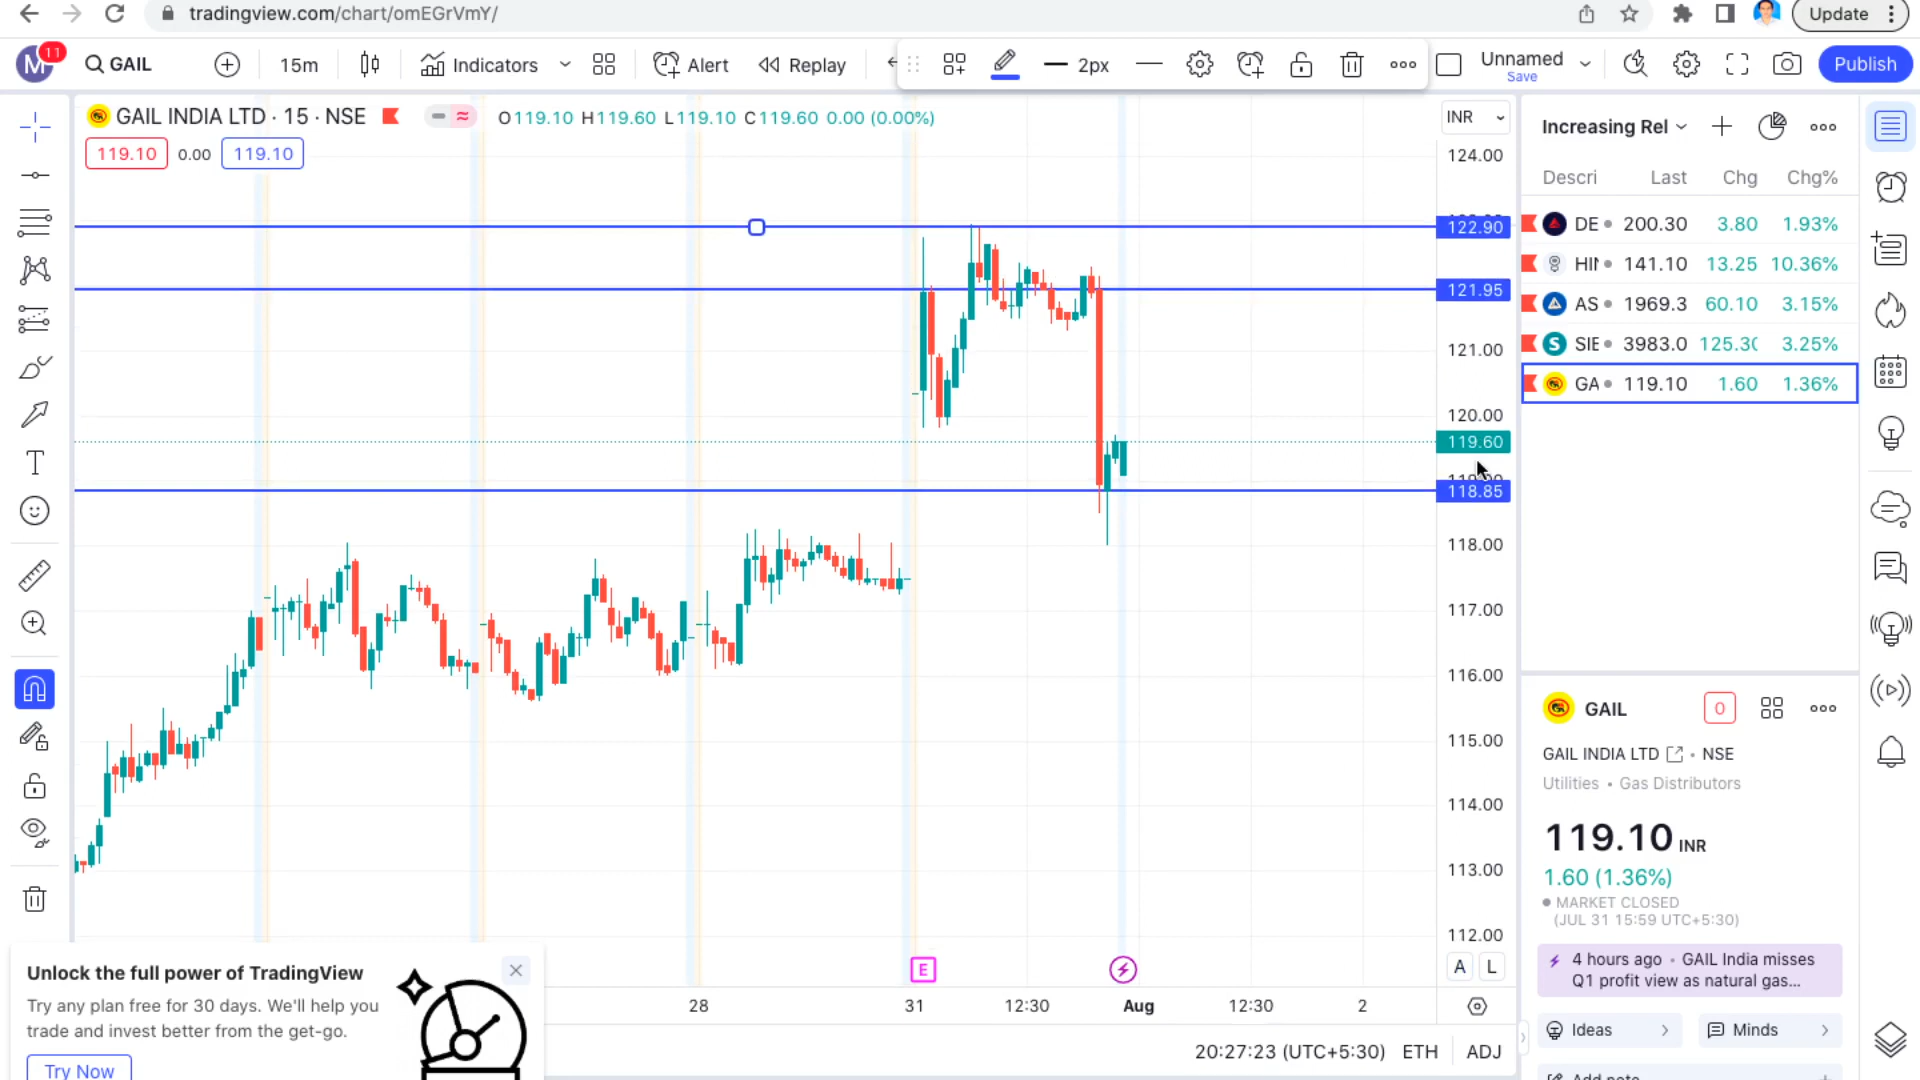 tradingview.com/chart/omEGrVmY/
Update
M 11 GAIL 15m Indicators Alert Replay 2px Unnamed Save Publish
GAIL INDIA LTD · 15 · NSE O119.10 H119.60 L119.10 C119.60 0.00 (0.00%)
119.10 0.00 119.10
INR
124.00
122.90
121.95
121.00
120.00
119.60
118.85
118.00
117.00
116.00
115.00
114.00
113.00
112.00
A L
E
28 31 12:30 Aug 12:30 2
20:27:23 (UTC+5:30) ETH ADJ
Increasing Rel
Descri Last Chg Chg%
DE 200.30 3.80 1.93%
HIN 141.10 13.25 10.36%
AS 1969.3 60.10 3.15%
S SIE 3983.0 125.30 3.25%
GA 119.10 1.60 1.36%
GAIL 0
GAIL INDIA LTD • NSE
Utilities • Gas Distributors
119.10 INR
1.60 (1.36%)
MARKET CLOSED
(JUL 31 15:59 UTC+5:30)
4 hours ago • GAIL India misses
Q1 profit view as natural gas...
Ideas Minds
Add note
Unlock the full power of TradingView
Try any plan free for 30 days. We'll help you
trade and invest better from the get-go.
Try Now